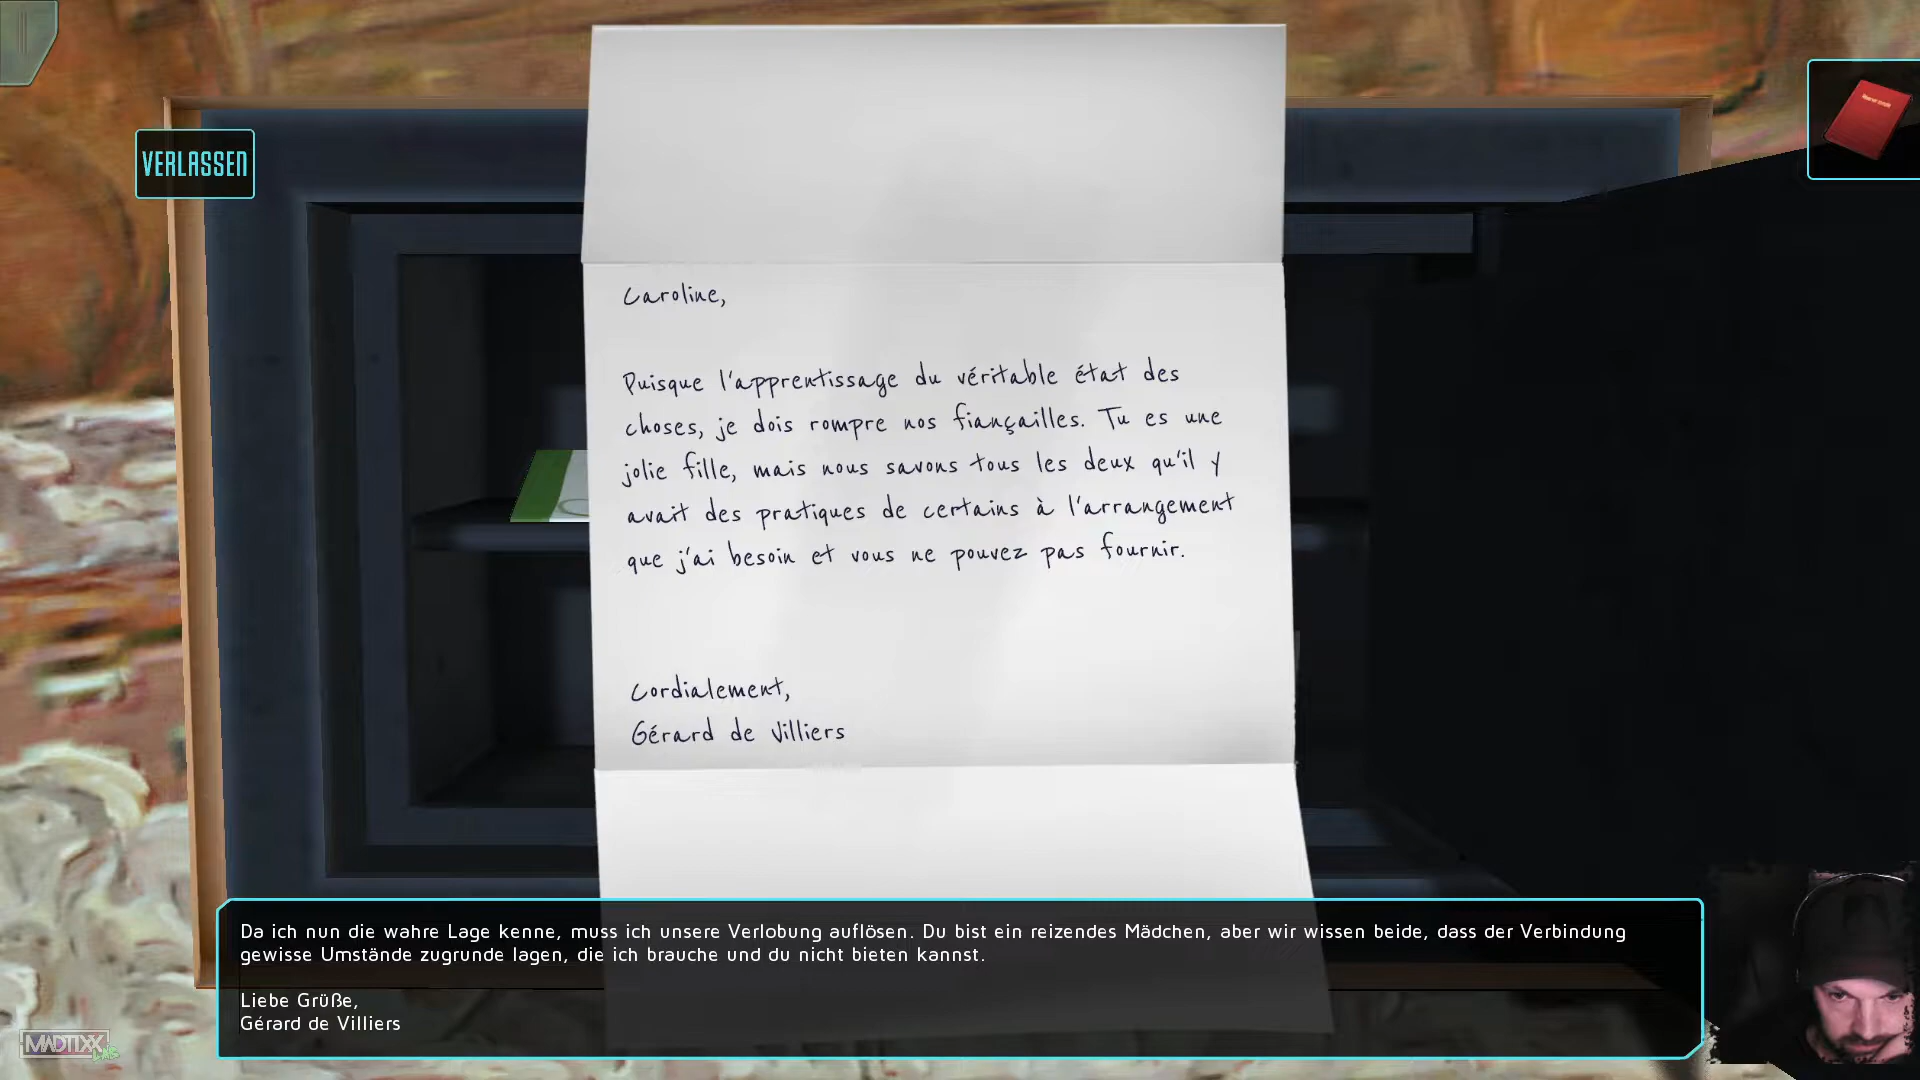 VERLASSEN
Caroline,
Puisque l'apprentissage du véritable état des
choses, je dois rompre nos fiançailles. Tu es une
jolie fille, mais nous savons tous les deux qu'il y
avait des pratiques de certains à l'arrangement
que j'ai besoin et vous ne pouvez pas fournir.
Cordialement,
Gérard de Villiers
Da ich nun die wahre Lage kenne, muss ich unsere Verlobung auflösen. Du bist ein reizendes Mädchen, aber wir wissen beide, dass der Verbindung
gewisse Umstände zugrunde lagen, die ich brauche und du nicht bieten kannst.
Liebe Grüße,
Gérard de Villiers
MADTIXX